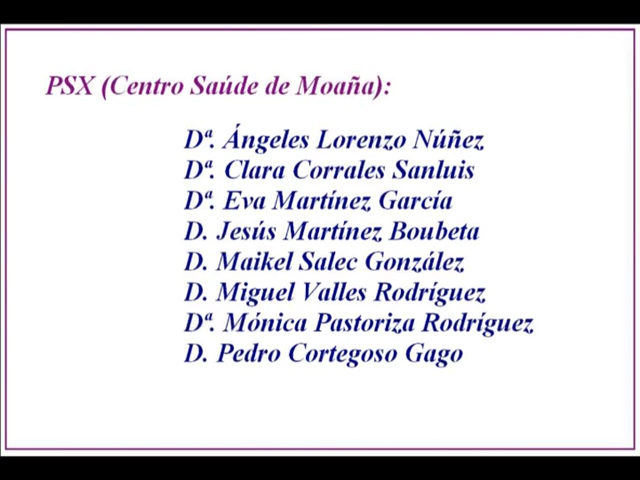 PSX (Centro Saúde de Moaña):
Dª. Ángeles Lorenzo Núñez
Dª. Clara Corrales Sanluis
Dª. Eva Martínez García
D. Jesús Martínez Boubeta
D. Maikel Salec González
D. Miguel Valles Rodríguez
Dª. Mónica Pastoriza Rodríguez
D. Pedro Cortegoso Gago